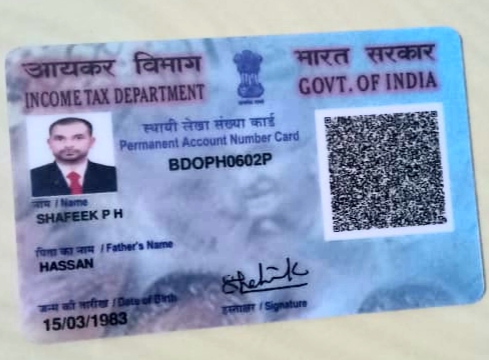 आयकर विभाग
INCOME TAX DEPARTMENT
भारत सरकार
GOVT. OF INDIA
स्थायी लेखा संख्या कार्ड
Permanent Account Number Card
BDOPH0602P
नाम / Name
SHAFEEK P H
पिता का नाम / Father's Name
HASSAN
जन्म की तारीख / Date of Birth
15/03/1983
हस्ताक्षर / Signature